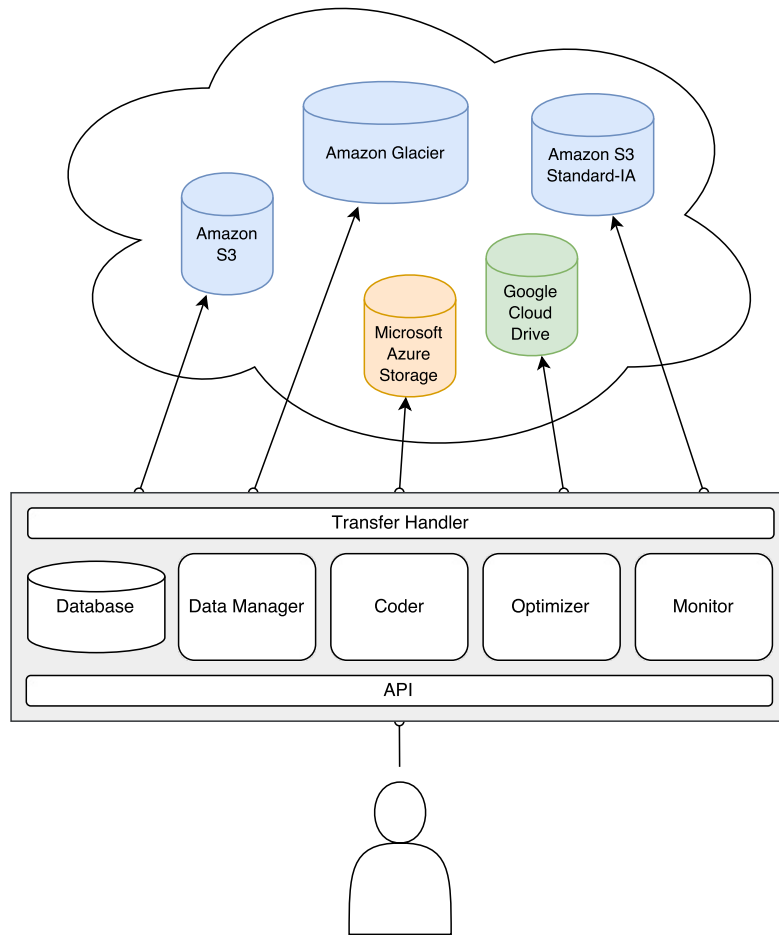 Amazon Glacier
Amazon S3
Standard-IA
Amazon
S3
Google
Cloud
Drive
Microsoft
Azure
Storage
Transfer Handler
Database
Data Manager
Coder
Optimizer
Monitor
API